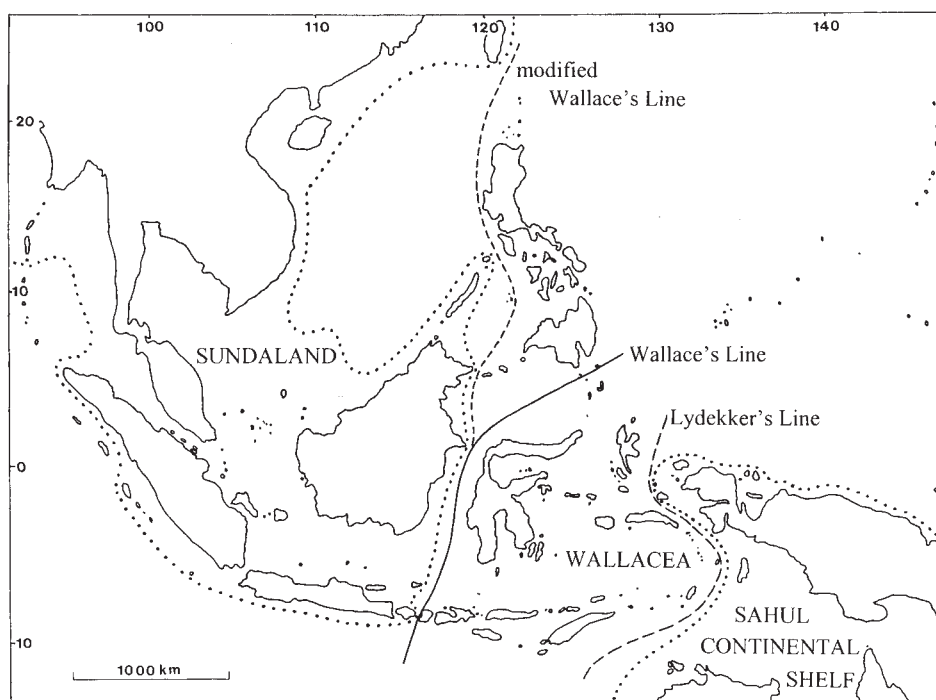 100 110 120 130 140
modified
Wallace's Line
20
10
SUNDALAND
Wallace's Line
Lydekker's Line
0
WALLACEA
SAHUL
CONTINENTAL
SHELF
-10
1000 km